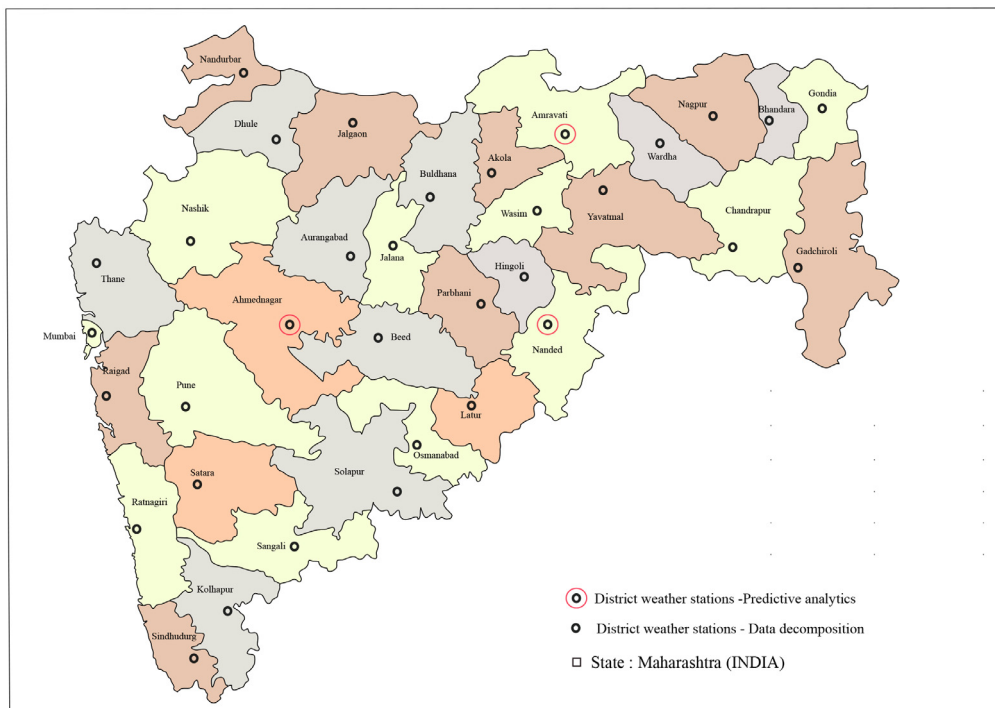 Nandurbar
Dhule
Jalgaon
Amravati
Nagpur
Bhandara
Gondia
Buldhana
Akola
Wardha
Nashik
Aurangabad
Jalana
Wasim
Yavatmal
Chandrapur
Gadchiroli
Thane
Ahmednagar
Parbhani
Hingoli
Mumbai
Beed
Nanded
Raigad
Pune
Latur
Osmanabad
Satara
Solapur
Ratnagiri
Sangali
Kolhapur
Sindhudurg
District weather stations -Predictive analytics
District weather stations - Data decomposition
State : Maharashtra (INDIA)